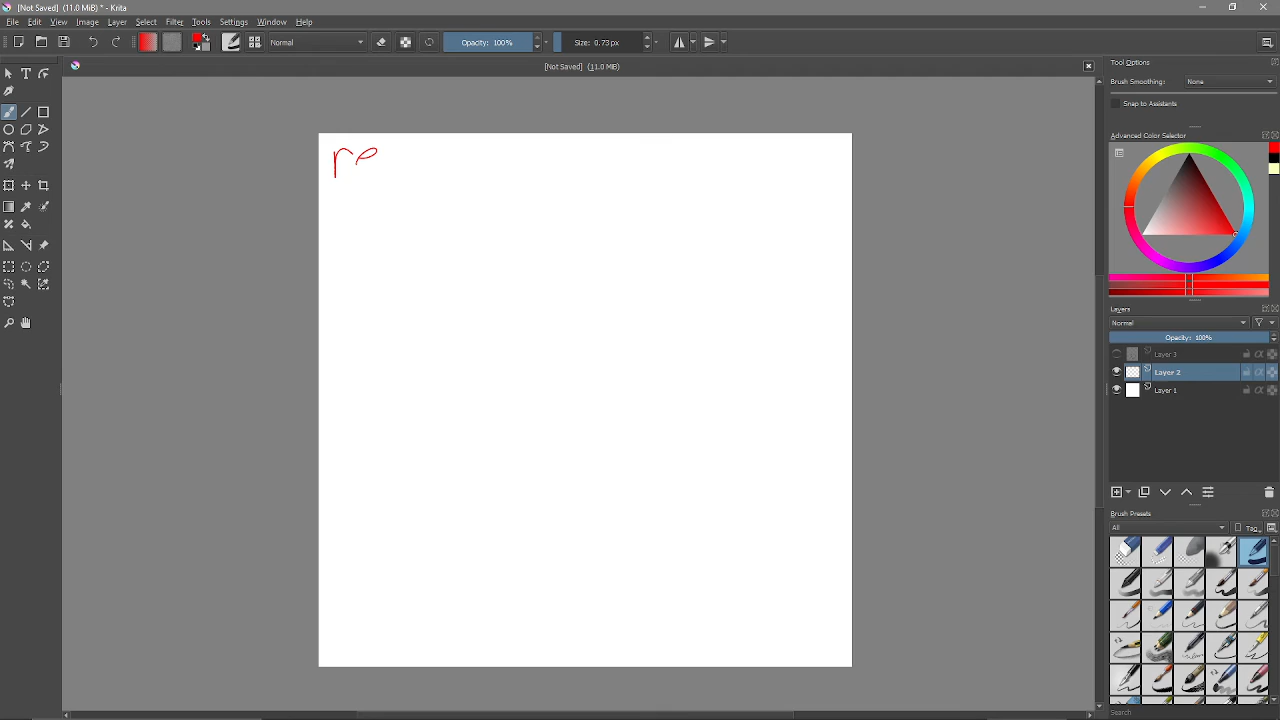 [Not Saved] (11.0 MiB) * - Krita
File Edit View Image Layer Select Filter Tools Settings Window Help
Normal Opacity: 100% Size: 0.73 px
[Not Saved] (11.0 MiB)
Tool Options
Brush Smoothing: None
Snap to Assistants
Advanced Color Selector
re
Layers
Normal
Opacity: 100%
Layer 3
Layer 2
Layer 1
Brush Presets
All Tag
Search